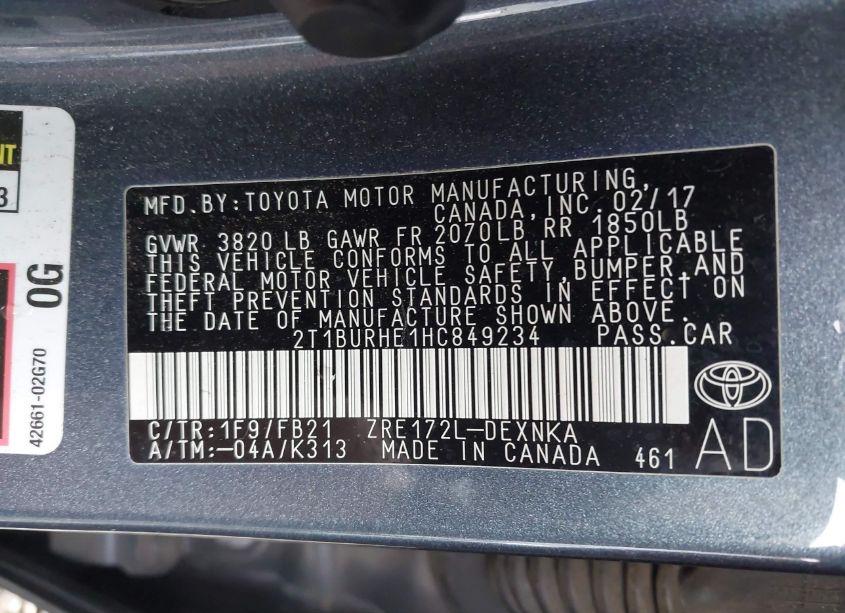 NT
3
0G
42661-02G70
MFD.BY:TOYOTA MOTOR MANUFACTURING,
CANADA,INC.02/17
GVWR 3820 LB GAWR FR 2070LB RR 1850LB
THIS VEHICLE CONFORMS TO ALL APPLICABLE
FEDERAL MOTOR VEHICLE SAFETY,BUMPER,AND
THEFT PREVENTION STANDARDS IN EFFECT ON
THE DATE OF MANUFACTURE SHOWN ABOVE.
2T1BURHE1HC849234 PASS.CAR
C/TR:1F9/FB21 ZRE172L-DEXNKA
A/TM:-04A/K313 MADE IN CANADA 461
AD